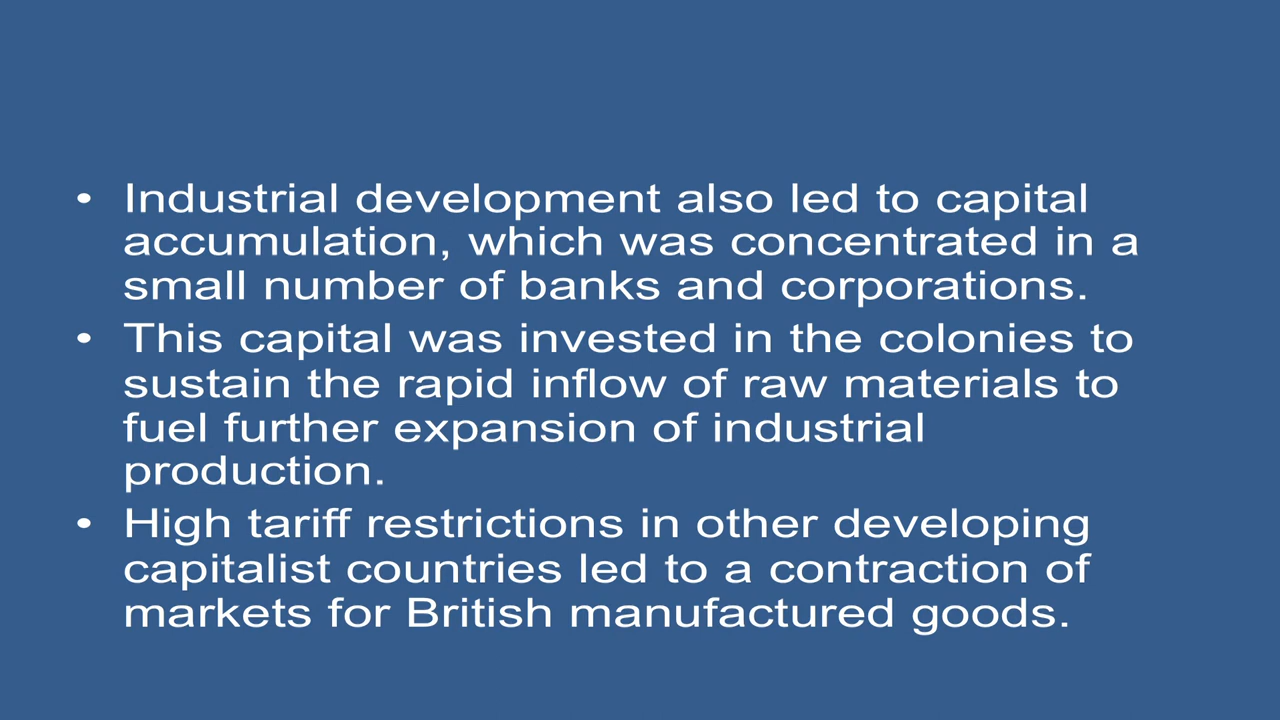 • Industrial development also led to capital
accumulation, which was concentrated in a
small number of banks and corporations.
• This capital was invested in the colonies to
sustain the rapid inflow of raw materials to
fuel further expansion of industrial
production.
• High tariff restrictions in other developing
capitalist countries led to a contraction of
markets for British manufactured goods.